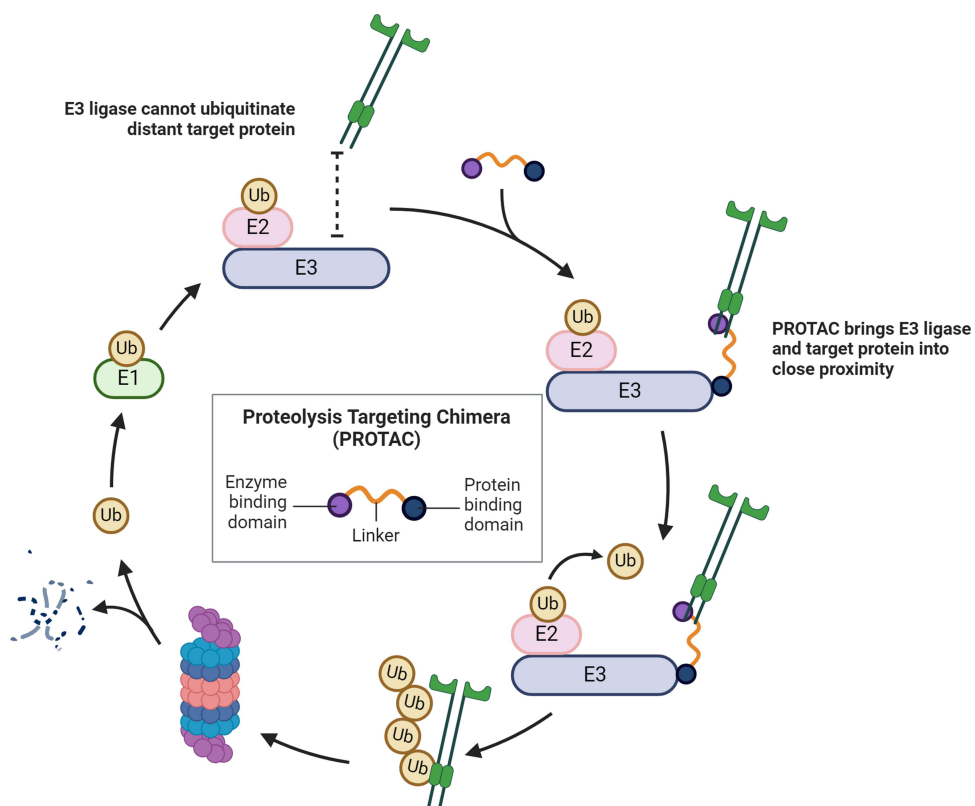 E3 ligase cannot ubiquitinate
distant target protein
Ub
E2
E3
Ub
E2
E3
PROTAC brings E3 ligase
and target protein into
close proximity
Ub
E1
Proteolysis Targeting Chimera
(PROTAC)
Enzyme
binding
domain
Linker
Protein
binding
domain
Ub
Ub
Ub
E2
E3
Ub
Ub
Ub
Ub